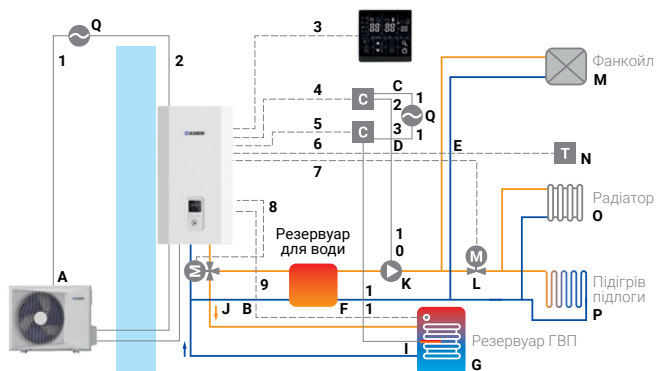 Q
1
2
3
4
C
C
1
2
Q
5
C
3
1
6
D
E
7
T
N
Фанкойл
M
8
Радіатор
O
Резервуар
для води
1
0
M
M
A
9
K
L
Підігрів
підлоги
P
J
B
F
1
1
Резервуар ГВП
I
G